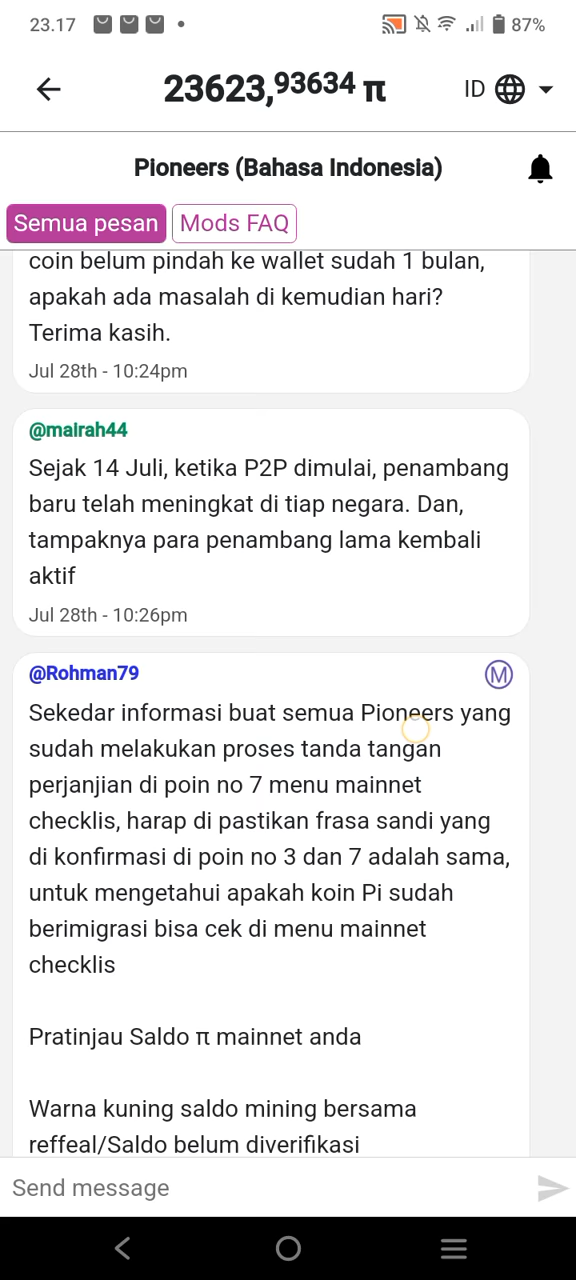 23.17
87%
23623,93634 π
ID
Pioneers (Bahasa Indonesia)
Semua pesan
Mods FAQ
coin belum pindah ke wallet sudah 1 bulan,
apakah ada masalah di kemudian hari?
Terima kasih.
Jul 28th - 10:24pm
@mairah44
Sejak 14 Juli, ketika P2P dimulai, penambang
baru telah meningkat di tiap negara. Dan,
tampaknya para penambang lama kembali
aktif
Jul 28th - 10:26pm
@Rohman79
M
Sekedar informasi buat semua Pioneers yang
sudah melakukan proses tanda tangan
perjanjian di poin no 7 menu mainnet
checklis, harap di pastikan frasa sandi yang
di konfirmasi di poin no 3 dan 7 adalah sama,
untuk mengetahui apakah koin Pi sudah
berimigrasi bisa cek di menu mainnet
checklis
Pratinjau Saldo π mainnet anda
Warna kuning saldo mining bersama
reffeal/Saldo belum diverifikasi
Send message